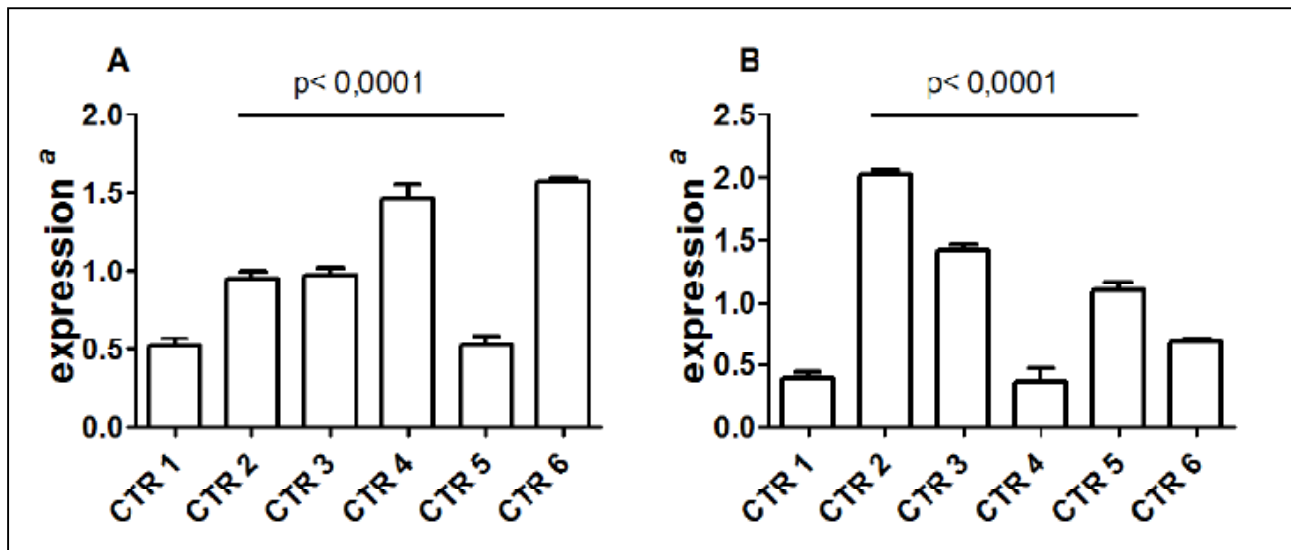 A
p< 0,0001
2.0
1.5
1.0
0.5
0.0
expression a
CTR 1
CTR 2
CTR 3
CTR 4
CTR 5
CTR 6
B
p< 0,0001
2.5
2.0
1.5
1.0
0.5
0.0
expression a
CTR 1
CTR 2
CTR 3
CTR 4
CTR 5
CTR 6